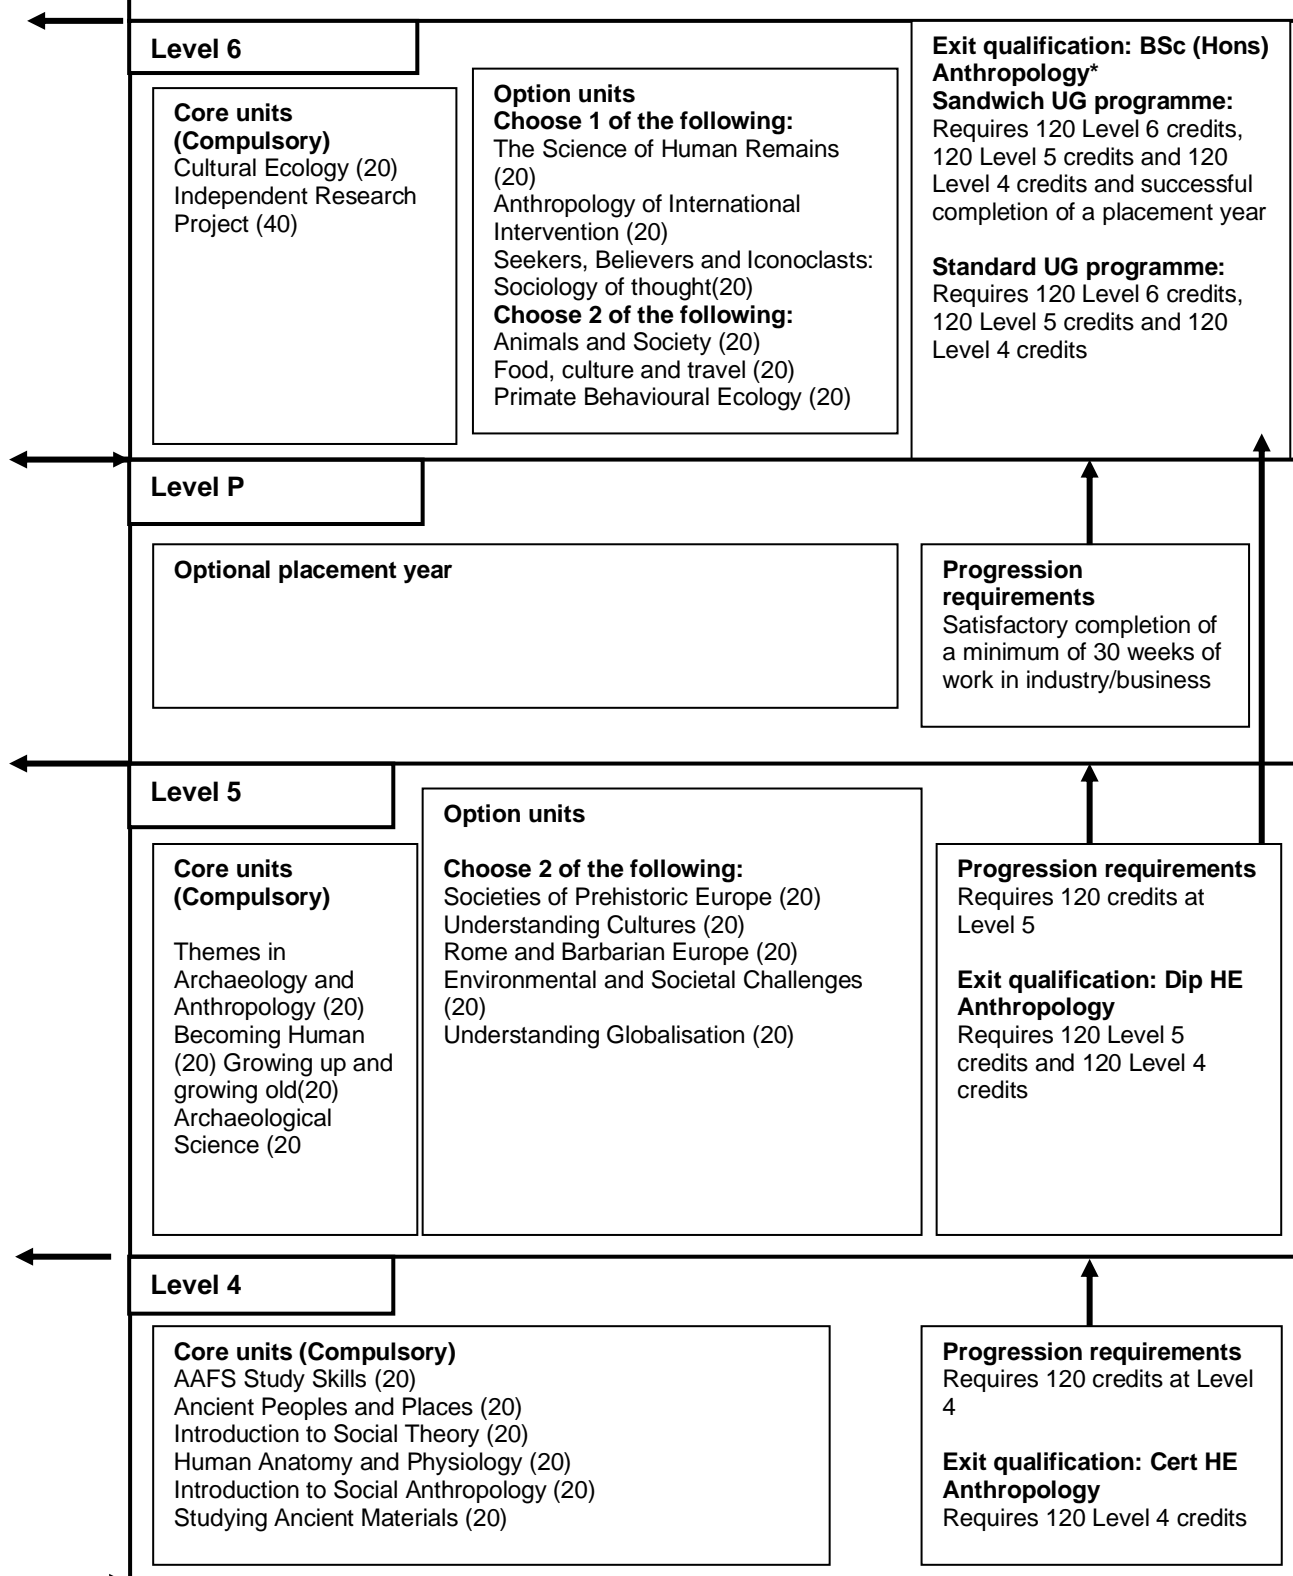 Level 6
Core units
(Compulsory)
Cultural Ecology (20)
Independent Research
Project (40)
Option units
Choose 1 of the following:
The Science of Human Remains
(20)
Anthropology of International
Intervention (20)
Seekers, Believers and Iconoclasts:
Sociology of thought(20)
Choose 2 of the following:
Animals and Society (20)
Food, culture and travel (20)
Primate Behavioural Ecology (20)
Exit qualification: BSc (Hons)
Anthropology*
Sandwich UG programme:
Requires 120 Level 6 credits,
120 Level 5 credits and 120
Level 4 credits and successful
completion of a placement year
Standard UG programme:
Requires 120 Level 6 credits,
120 Level 5 credits and 120
Level 4 credits
Level P
Optional placement year
Progression
requirements
Satisfactory completion of
a minimum of 30 weeks of
work in industry/business
Level 5
Core units
(Compulsory)
Themes in
Archaeology and
Anthropology (20)
Becoming Human
(20) Growing up and
growing old(20)
Archaeological
Science (20
Option units
Choose 2 of the following:
Societies of Prehistoric Europe (20)
Understanding Cultures (20)
Rome and Barbarian Europe (20)
Environmental and Societal Challenges
(20)
Understanding Globalisation (20)
Progression requirements
Requires 120 credits at
Level 5
Exit qualification: Dip HE
Anthropology
Requires 120 Level 5
credits and 120 Level 4
credits
Level 4
Core units (Compulsory)
AAFS Study Skills (20)
Ancient Peoples and Places (20)
Introduction to Social Theory (20)
Human Anatomy and Physiology (20)
Introduction to Social Anthropology (20)
Studying Ancient Materials (20)
Progression requirements
Requires 120 credits at Level
4
Exit qualification: Cert HE
Anthropology
Requires 120 Level 4 credits